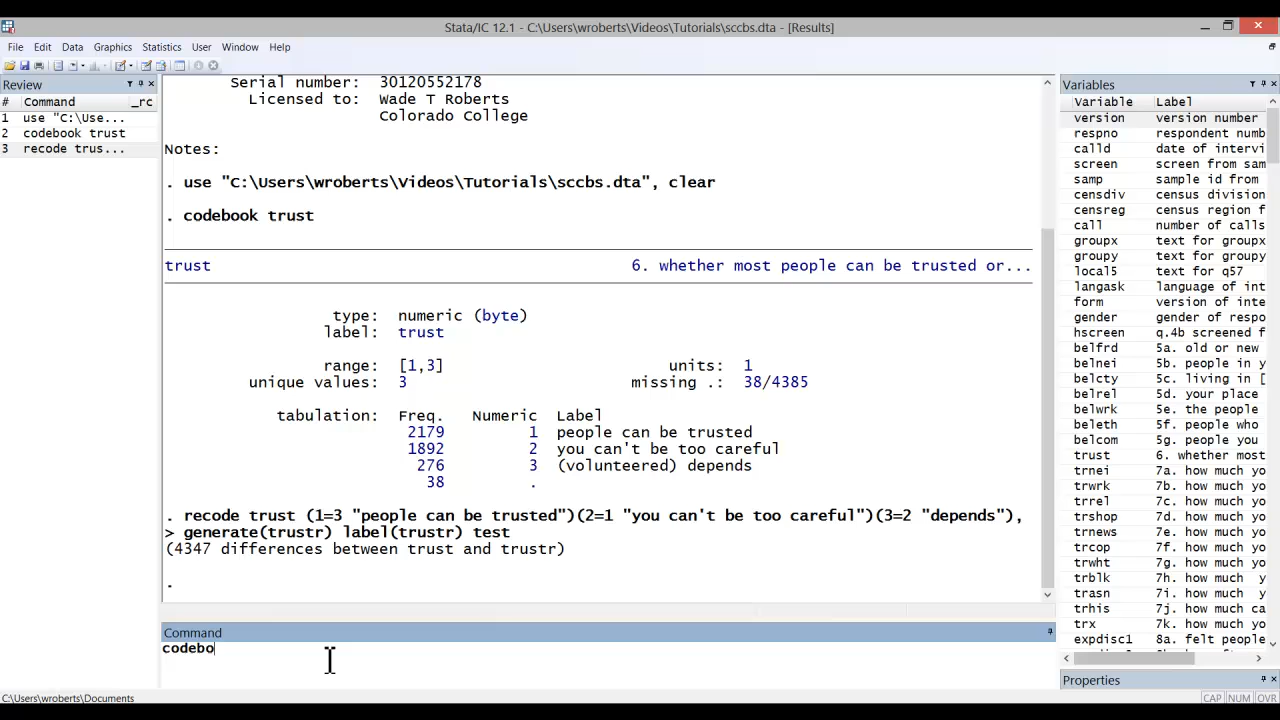 Stata/IC 12.1 - C:\Users\wroberts\Videos\Tutorials\sccbs.dta - [Results]
File Edit Data Graphics Statistics User Window Help
Review
# Command _rc
1 use "C:\Use...
2 codebook trust
3 recode trus...
Serial number: 30120552178
Licensed to: Wade T Roberts
Colorado College
Notes:
. use "C:\Users\wroberts\Videos\Tutorials\sccbs.dta", clear
. codebook trust
trust 6. whether most people can be trusted or...
type: numeric (byte)
label: trust
range: [1,3] units: 1
unique values: 3 missing .: 38/4385
tabulation: Freq. Numeric Label
2179 1 people can be trusted
1892 2 you can't be too careful
276 3 (volunteered) depends
38 .
. recode trust (1=3 "people can be trusted")(2=1 "you can't be too careful")(3=2 "depends"),
> generate(trustr) label(trustr) test
(4347 differences between trust and trustr)
.
Command
codebo
Variables
Variable Label
version version number
respno respondent numb
calld date of intervi
screen screen from sam
samp sample id from
censdiv census division
censreg census region f
call number of calls
groupx text for groupx
groupy text for groupy
local5 text for q57
langask language of int
form version of inte
gender gender of respo
hscreen q.4b screened f
belfrd 5a. old or new
belnei 5b. people in y
belcty 5c. living in [
belrel 5d. your place
belwrk 5e. the people
beleth 5f. people who
belcom 5g. people you
trust 6. whether most
trnei 7a. how much yo
trwrk 7b. how much yo
trrel 7c. how much yo
trshop 7d. how much yo
trnews 7e. how much yo
trcop 7f. how much yo
trwht 7g. how much yo
trblk 7h. how much y
trasn 7i. how much y
trhis 7j. how much ca
trx 7k. how much yo
expdisc1 8a. felt people
Properties
C:\Users\wroberts\Documents
CAP NUM OVR